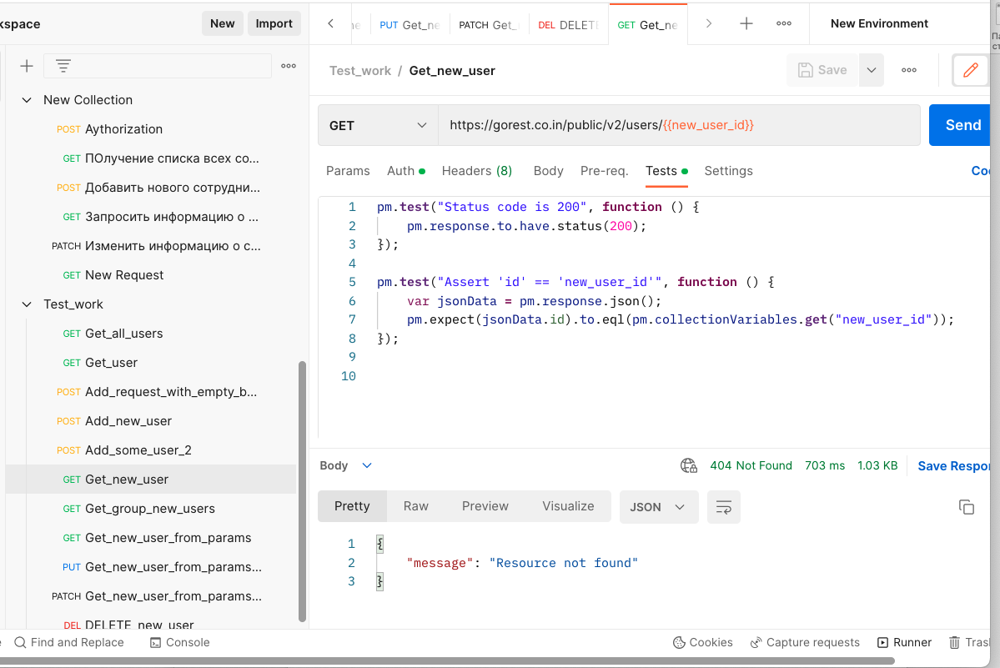 kspace
New Import
PUT Get_ne PATCH Get_ DEL DELET GET Get_ne
New Environment
Test_work / Get_new_user
Save
New Collection
POST Aythorization
GET ПОлучение списка всех со...
POST Добавить нового сотрудни...
GET Запросить информацию о ...
PATCH Изменить информацию о с...
GET New Request
Test_work
GET Get_all_users
GET Get_user
POST Add_request_with_empty_b...
POST Add_new_user
POST Add_some_user_2
GET Get_new_user
GET Get_group_new_users
GET Get_new_user_from_params
PUT Get_new_user_from_params...
PATCH Get_new_user_from_params...
DEL DELETE_new_user
GET https://gorest.co.in/public/v2/users/{{new_user_id}} Send
Params Auth Headers (8) Body Pre-req. Tests Settings Coo
1 pm.test("Status code is 200", function () {
2 pm.response.to.have.status(200);
3 });
4
5 pm.test("Assert 'id' == 'new_user_id'", function () {
6 var jsonData = pm.response.json();
7 pm.expect(jsonData.id).to.eql(pm.collectionVariables.get("new_user_id"));
8 });
9
10
Body 404 Not Found 703 ms 1.03 KB Save Respon
Pretty Raw Preview Visualize JSON
1 {
2 "message": "Resource not found"
3 }
Find and Replace Console Cookies Capture requests Runner Trash